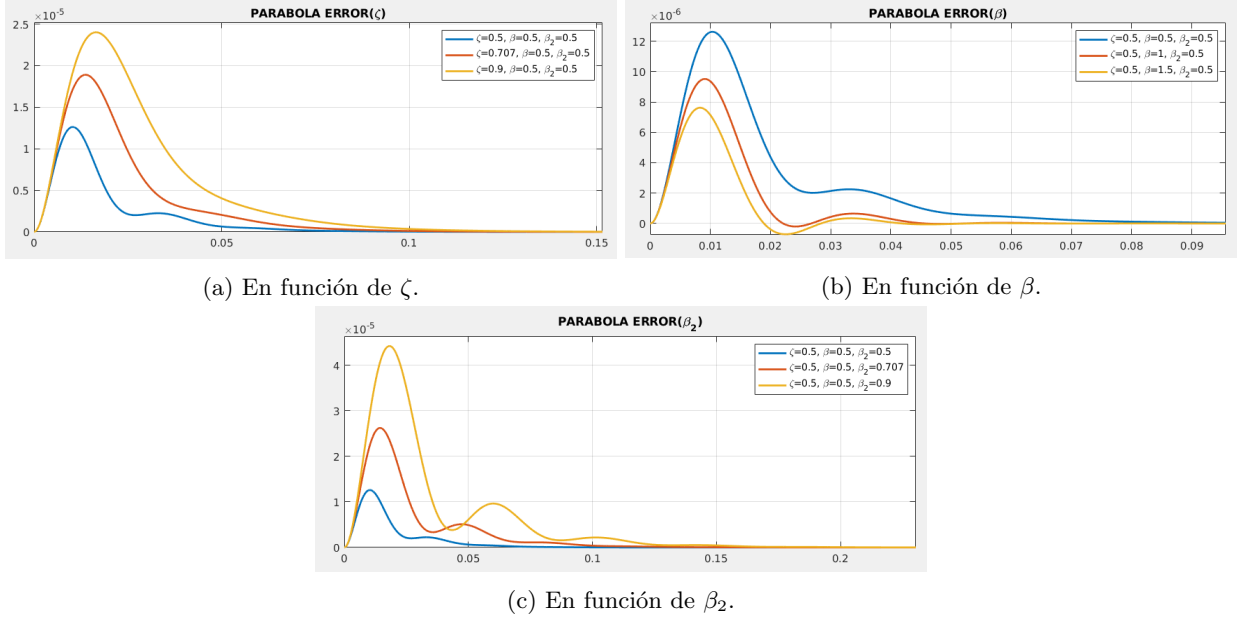 PARABOLA ERROR(ζ)
×10⁻⁵
2.5
2
1.5
1
0.5
0
0 0.05 0.1 0.15
ζ=0.5, β=0.5, β₂=0.5
ζ=0.707, β=0.5, β₂=0.5
ζ=0.9, β=0.5, β₂=0.5
(a) En función de ζ.
PARABOLA ERROR(β)
×10⁻⁶
12
10
8
6
4
2
0
0 0.01 0.02 0.03 0.04 0.05 0.06 0.07 0.08 0.09
ζ=0.5, β=0.5, β₂=0.5
ζ=0.5, β=1, β₂=0.5
ζ=0.5, β=1.5, β₂=0.5
(b) En función de β.
PARABOLA ERROR(β₂)
×10⁻⁵
4
3
2
1
0
0 0.05 0.1 0.15 0.2
ζ=0.5, β=0.5, β₂=0.5
ζ=0.5, β=0.5, β₂=0.707
ζ=0.5, β=0.5, β₂=0.9
(c) En función de β₂.